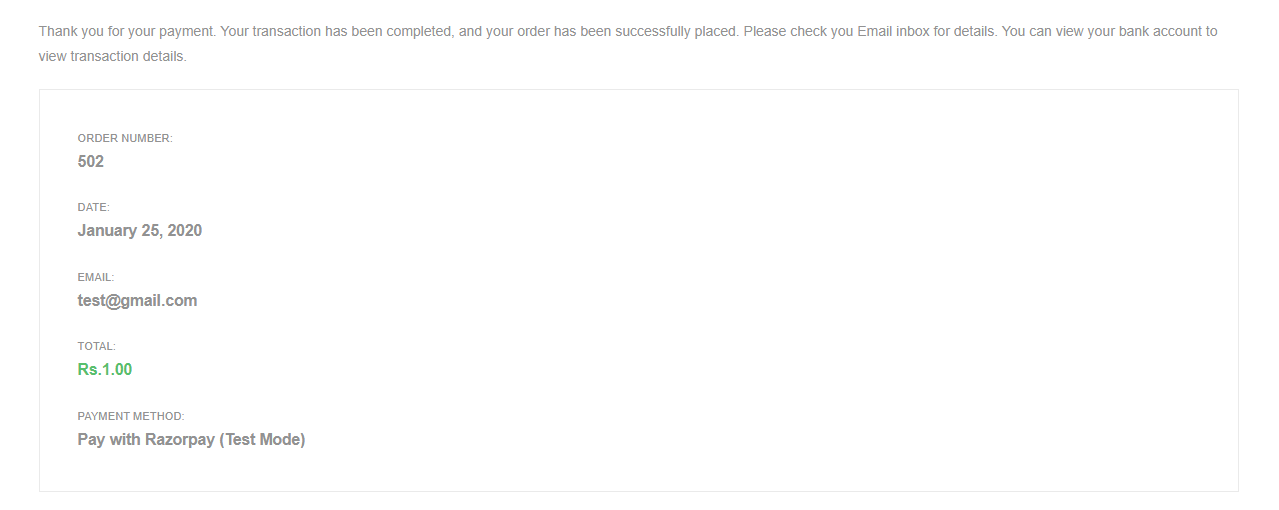 Thank you for your payment. Your transaction has been completed, and your order has been successfully placed. Please check you Email inbox for details. You can view your bank account to
view transaction details.
ORDER NUMBER:
502
DATE:
January 25, 2020
EMAIL:
test@gmail.com
TOTAL:
Rs.1.00
PAYMENT METHOD:
Pay with Razorpay (Test Mode)